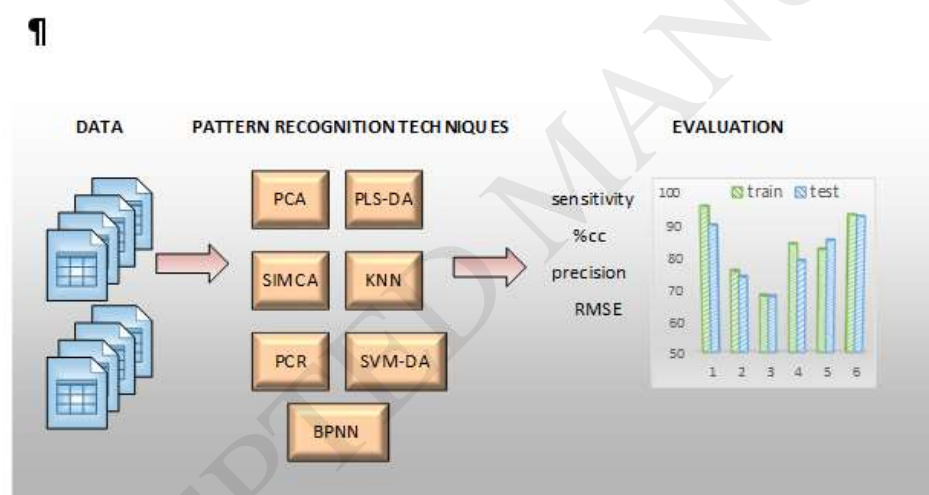 ¶
DATA
PATTERN RECOGNITION TECHNIQUES
EVALUATION
PCA
PLS-DA
SIMCA
KNN
PCR
SVM-DA
BPNN
sensitivity
%cc
precision
RMSE
train test
100
90
80
70
60
50
1 2 3 4 5 6